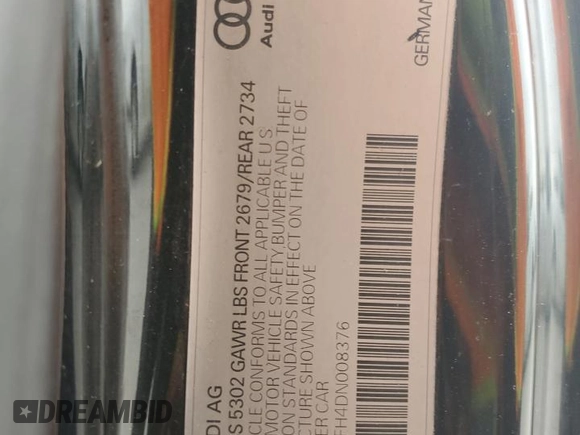 Audi
GERMAN
DI AG
S 5302 GAWR LBS FRONT 2679/REAR 2734
CLE CONFORMS TO ALL APPLICABLE U S
MOTOR VEHICLE SAFETY, BUMPER AND THEFT
ON STANDARDS IN EFFECT ON THE DATE OF
CTURE SHOWN ABOVE
ER CAR
FH4DN008376
DREAMBID